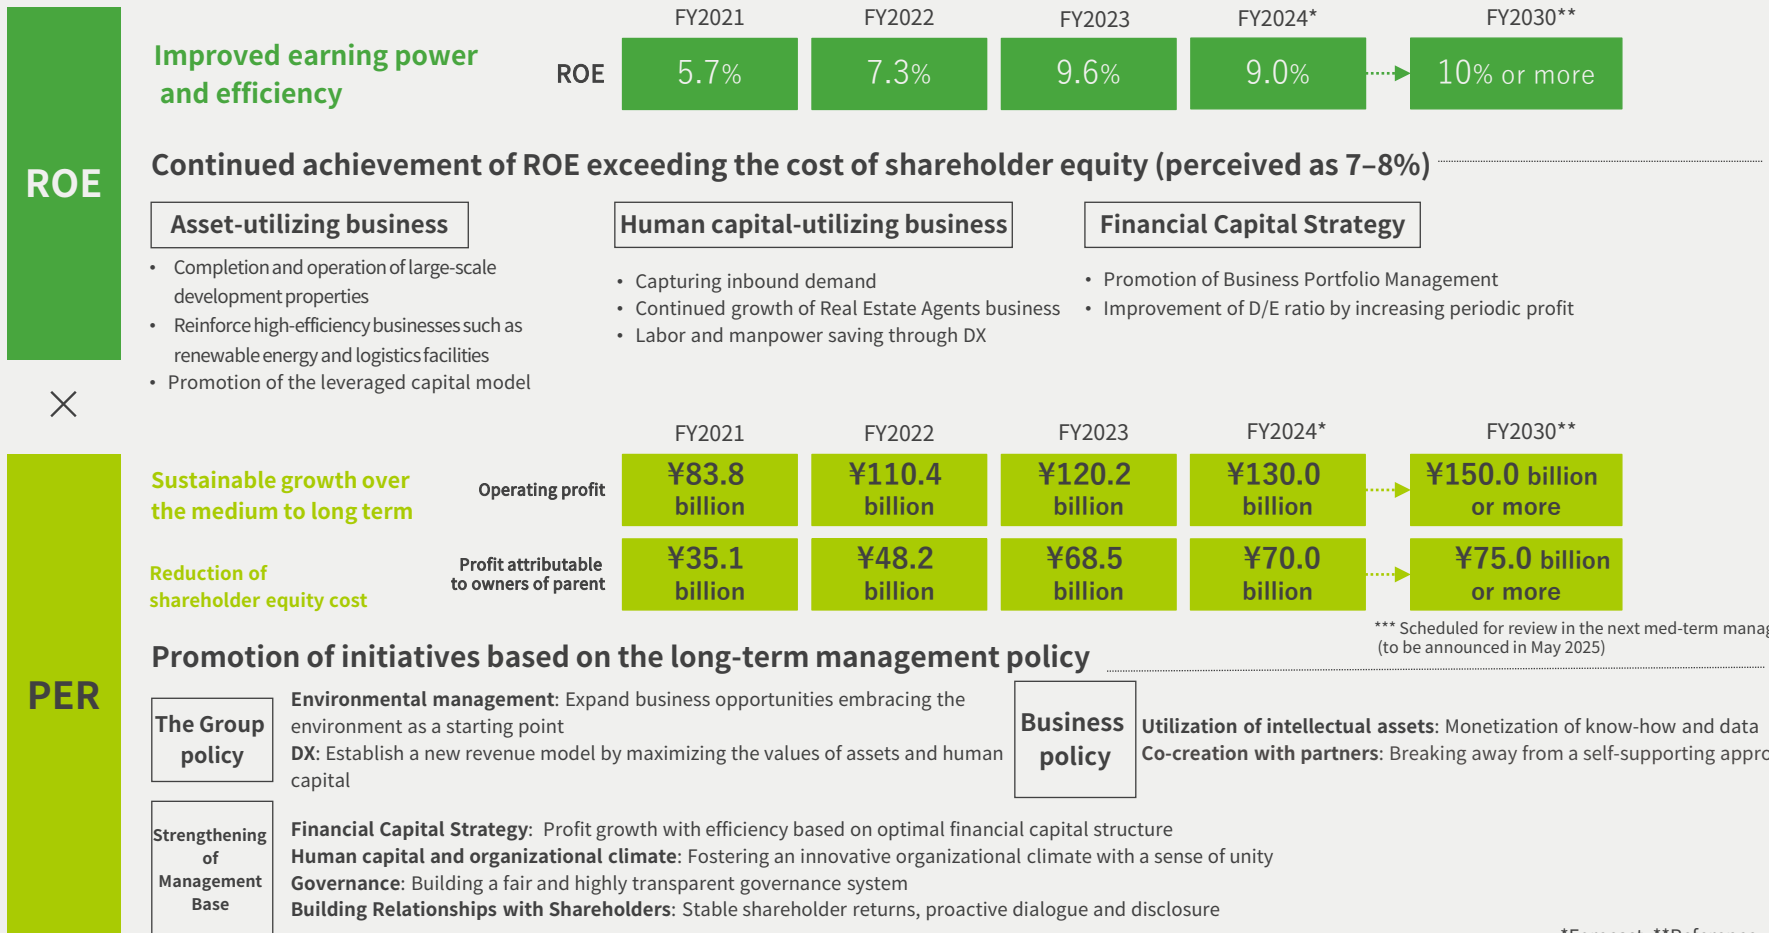 ROE
Improved earning power
and efficiency
FY2021 FY2022 FY2023 FY2024* FY2030**
ROE 5.7% 7.3% 9.6% 9.0% 10% or more
Continued achievement of ROE exceeding the cost of shareholder equity (perceived as 7–8%)
Asset-utilizing business
• Completion and operation of large-scale
development properties
• Reinforce high-efficiency businesses such as
renewable energy and logistics facilities
• Promotion of the leveraged capital model
Human capital-utilizing business
• Capturing inbound demand
• Continued growth of Real Estate Agents business
• Labor and manpower saving through DX
Financial Capital Strategy
• Promotion of Business Portfolio Management
• Improvement of D/E ratio by increasing periodic profit
×
PER
FY2021 FY2022 FY2023 FY2024* FY2030**
Sustainable growth over
the medium to long term
Operating profit
¥83.8 ¥110.4 ¥120.2 ¥130.0 ¥150.0 billion
billion billion billion billion or more
Reduction of
shareholder equity cost
Profit attributable
to owners of parent
¥35.1 ¥48.2 ¥68.5 ¥70.0 ¥75.0 billion
billion billion billion billion or more
*** Scheduled for review in the next med-term
(to be announced in May 2025)
Promotion of initiatives based on the long-term management policy
The Group
policy
Environmental management: Expand business opportunities embracing the
environment as a starting point
DX: Establish a new revenue model by maximizing the values of assets and human
capital
Business
policy
Utilization of intellectual assets: Monetization of know-how and data
Co-creation with partners: Breaking away from a self-supporting
Strengthening
of
Management
Base
Financial Capital Strategy: Profit growth with efficiency based on optimal financial capital structure
Human capital and organizational climate: Fostering an innovative organizational climate with a sense of unity
Governance: Building a fair and highly transparent governance system
Building Relationships with Shareholders: Stable shareholder returns, proactive dialogue and disclosure